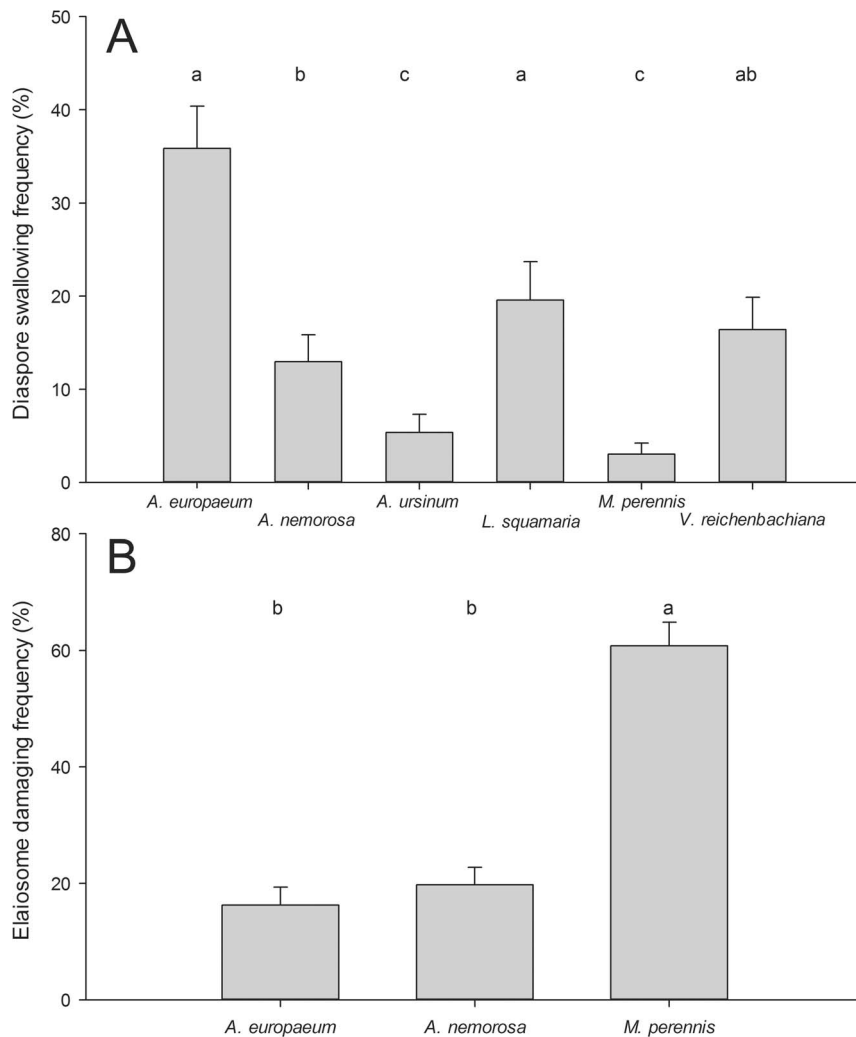 A
Diaspore swallowing frequency (%)
50
40
30
20
10
0
a b c a c ab
A. europaeum A. ursinum M. perennis
A. nemorosa L. squamaria V. reichenbachiana
B
Elaiosome damaging frequency (%)
80
60
40
20
0
b b a
A. europaeum A. nemorosa M. perennis